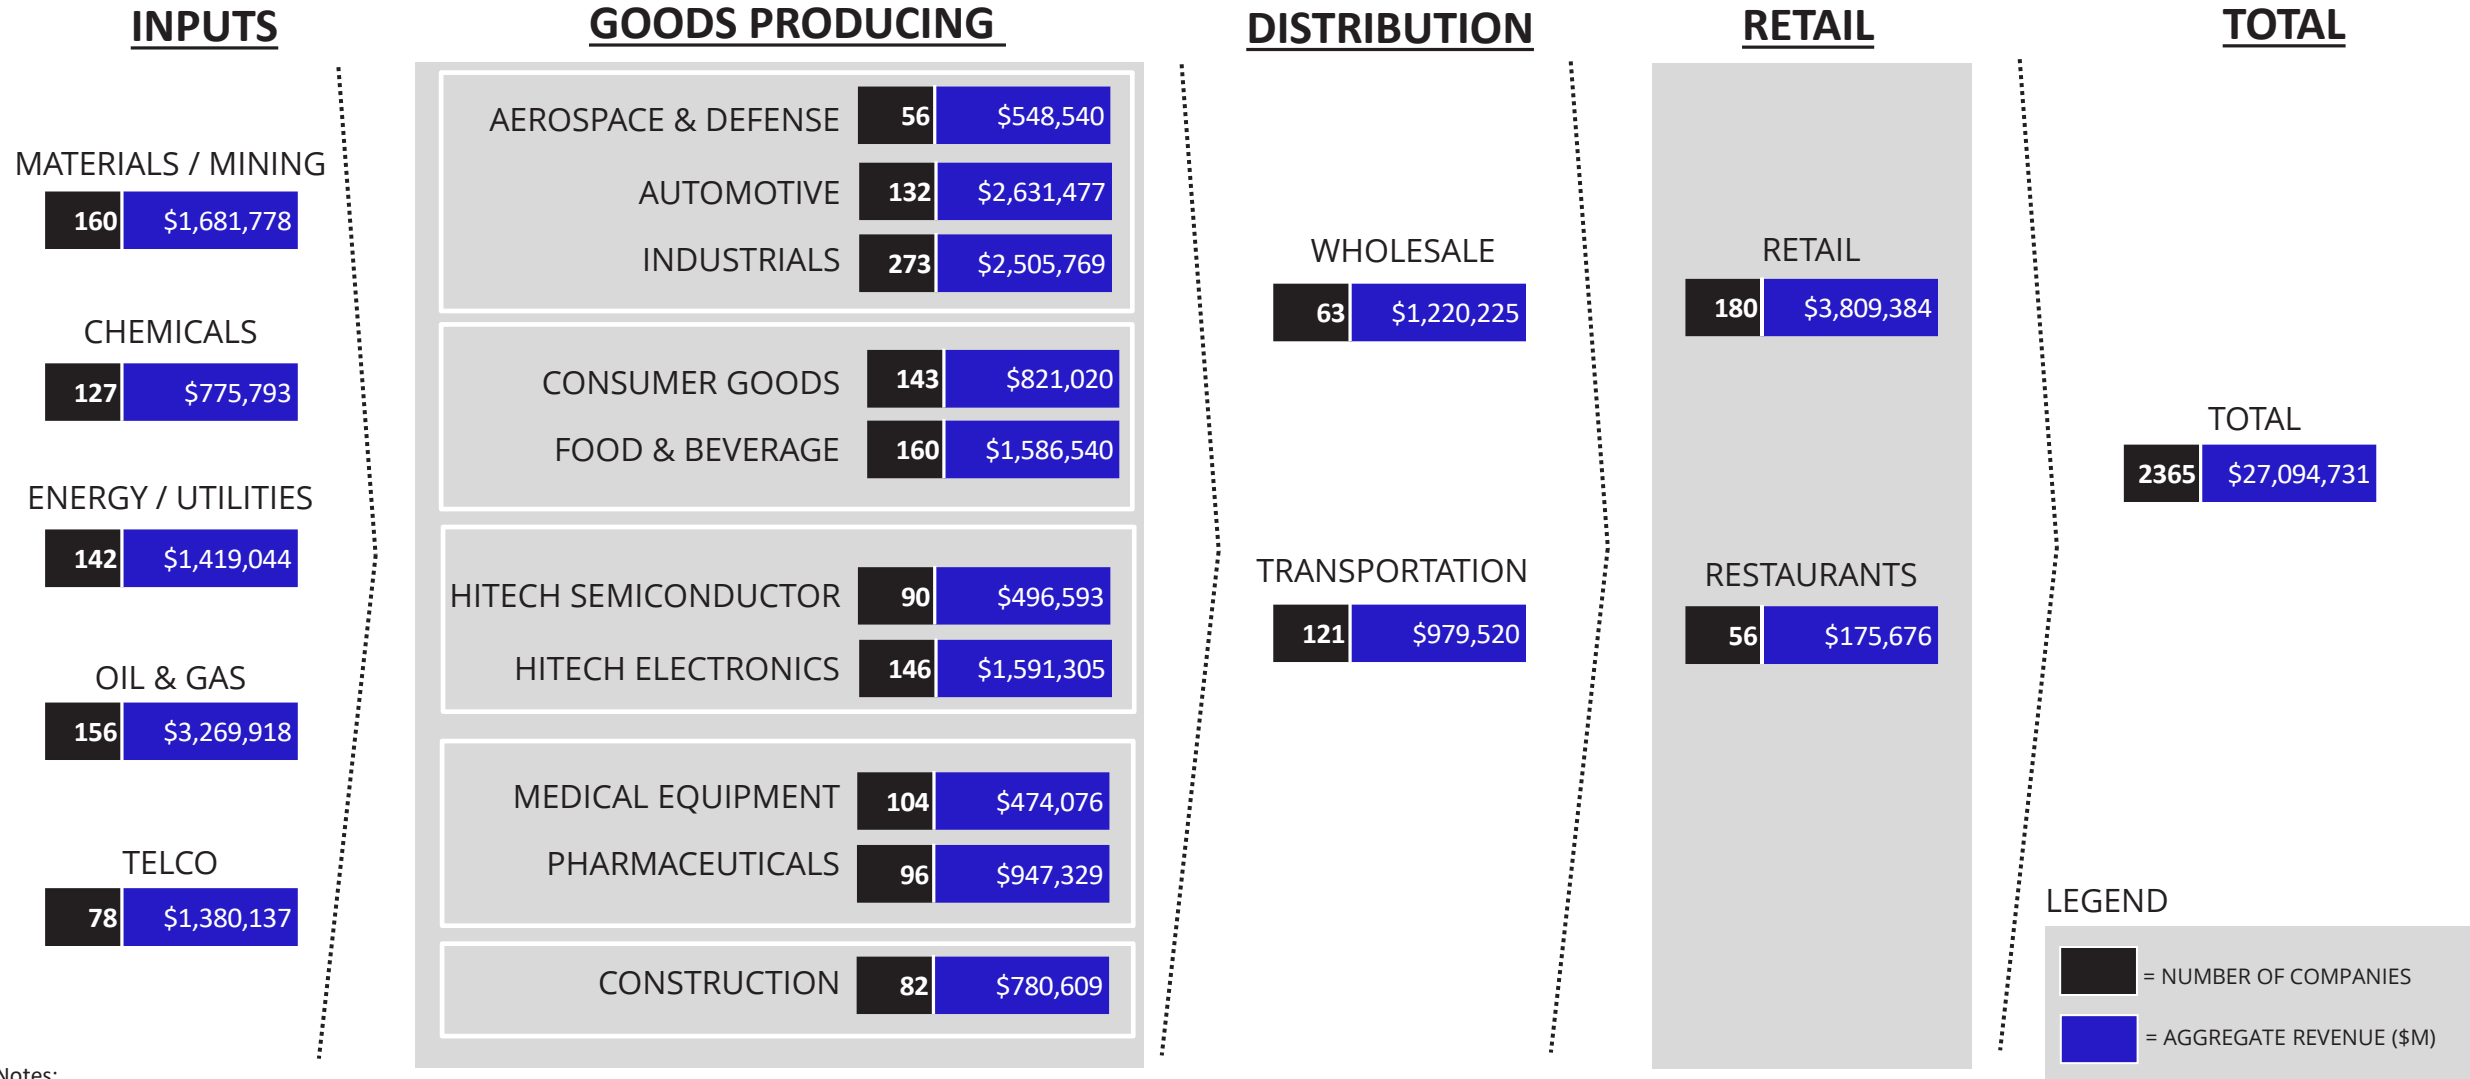 INPUTS
MATERIALS / MINING
160 $1,681,778
CHEMICALS
127 $775,793
ENERGY / UTILITIES
142 $1,419,044
OIL & GAS
156 $3,269,918
TELCO
78 $1,380,137
Notes:
GOODS PRODUCING
AEROSPACE & DEFENSE 56 $548,540
AUTOMOTIVE 132 $2,631,477
INDUSTRIALS 273 $2,505,769
CONSUMER GOODS 143 $821,020
FOOD & BEVERAGE 160 $1,586,540
HITECH SEMICONDUCTOR 90 $496,593
HITECH ELECTRONICS 146 $1,591,305
MEDICAL EQUIPMENT 104 $474,076
PHARMACEUTICALS 96 $947,329
CONSTRUCTION 82 $780,609
DISTRIBUTION
WHOLESALE
63 $1,220,225
TRANSPORTATION
121 $979,520
RETAIL
RETAIL
180 $3,809,384
RESTAURANTS
56 $175,676
TOTAL
TOTAL
2365 $27,094,731
LEGEND
= NUMBER OF COMPANIES
= AGGREGATE REVENUE ($M)